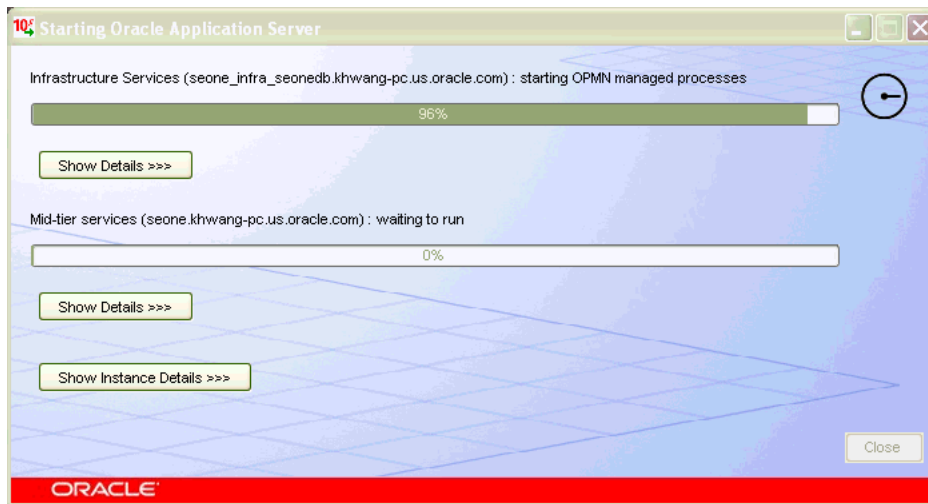 10g Starting Oracle Application Server
Infrastructure Services (seone_infra_seonedb.khwang-pc.us.oracle.com) : starting OPMN managed processes
96%
Show Details >>>
Mid-tier services (seone.khwang-pc.us.oracle.com) : waiting to run
0%
Show Details >>>
Show Instance Details >>>
Close
ORACLE